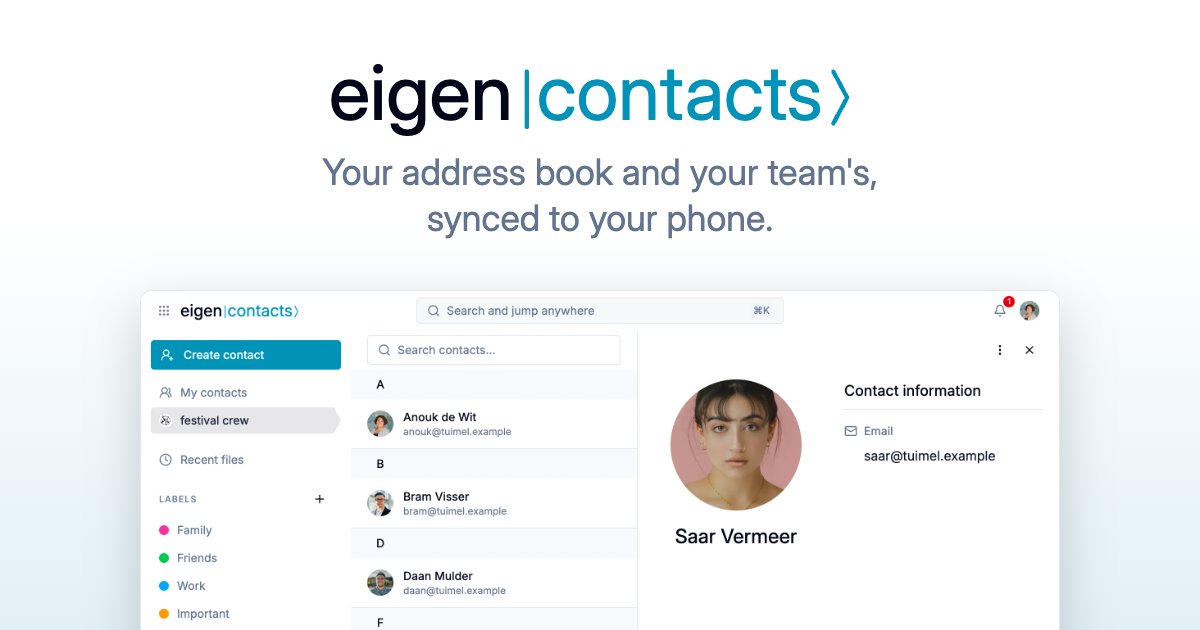 eigen|contacts〉
Your address book and your team's,
synced to your phone.
eigen|contacts〉
Search and jump anywhere
⌘K
1
Create contact
My contacts
festival crew
Recent files
LABELS
+
Family
Friends
Work
Important
Search contacts...
A
Anouk de Wit
anouk@tuimel.example
B
Bram Visser
bram@tuimel.example
D
Daan Mulder
daan@tuimel.example
F
Saar Vermeer
Contact information
Email
saar@tuimel.example